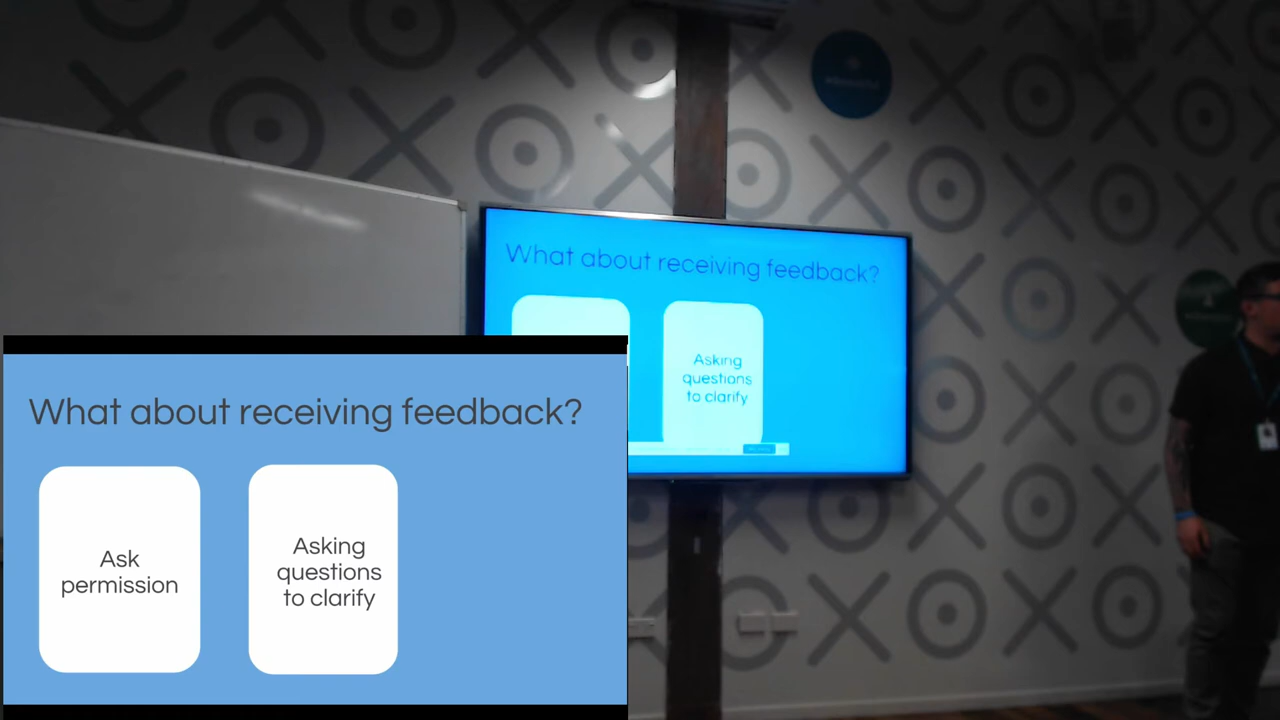 What about receiving feedback?
Asking
questions
to clarify
What about receiving feedback?
Ask
permission
Asking
questions
to clarify